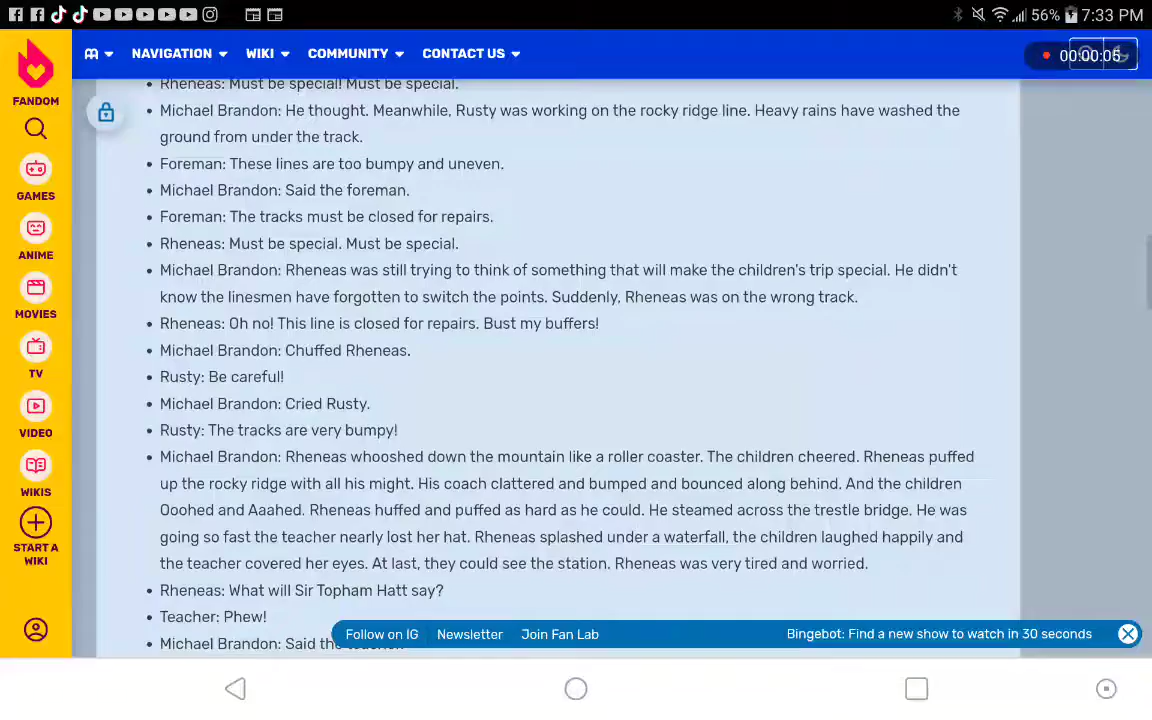 56% 7:33 PM
NAVIGATION WIKI COMMUNITY CONTACT US
00:00:05
FANDOM
GAMES
ANIME
MOVIES
TV
VIDEO
WIKIS
START A
WIKI
• Rheneas: Must be special! Must be special.
• Michael Brandon: He thought. Meanwhile, Rusty was working on the rocky ridge line. Heavy rains have washed the
ground from under the track.
• Foreman: These lines are too bumpy and uneven.
• Michael Brandon: Said the foreman.
• Foreman: The tracks must be closed for repairs.
• Rheneas: Must be special. Must be special.
• Michael Brandon: Rheneas was still trying to think of something that will make the children's trip special. He didn't
know the linesmen have forgotten to switch the points. Suddenly, Rheneas was on the wrong track.
• Rheneas: Oh no! This line is closed for repairs. Bust my buffers!
• Michael Brandon: Chuffed Rheneas.
• Rusty: Be careful!
• Michael Brandon: Cried Rusty.
• Rusty: The tracks are very bumpy!
• Michael Brandon: Rheneas whooshed down the mountain like a roller coaster. The children cheered. Rheneas puffed
up the rocky ridge with all his might. His coach clattered and bumped and bounced along behind. And the children
Ooohed and Aaahed. Rheneas huffed and puffed as hard as he could. He steamed across the trestle bridge. He was
going so fast the teacher nearly lost her hat. Rheneas splashed under a waterfall, the children laughed happily and
the teacher covered her eyes. At last, they could see the station. Rheneas was very tired and worried.
• Rheneas: What will Sir Topham Hatt say?
• Teacher: Phew!
• Michael Brandon: Said the
Follow on IG Newsletter Join Fan Lab Bingebot: Find a new show to watch in 30 seconds